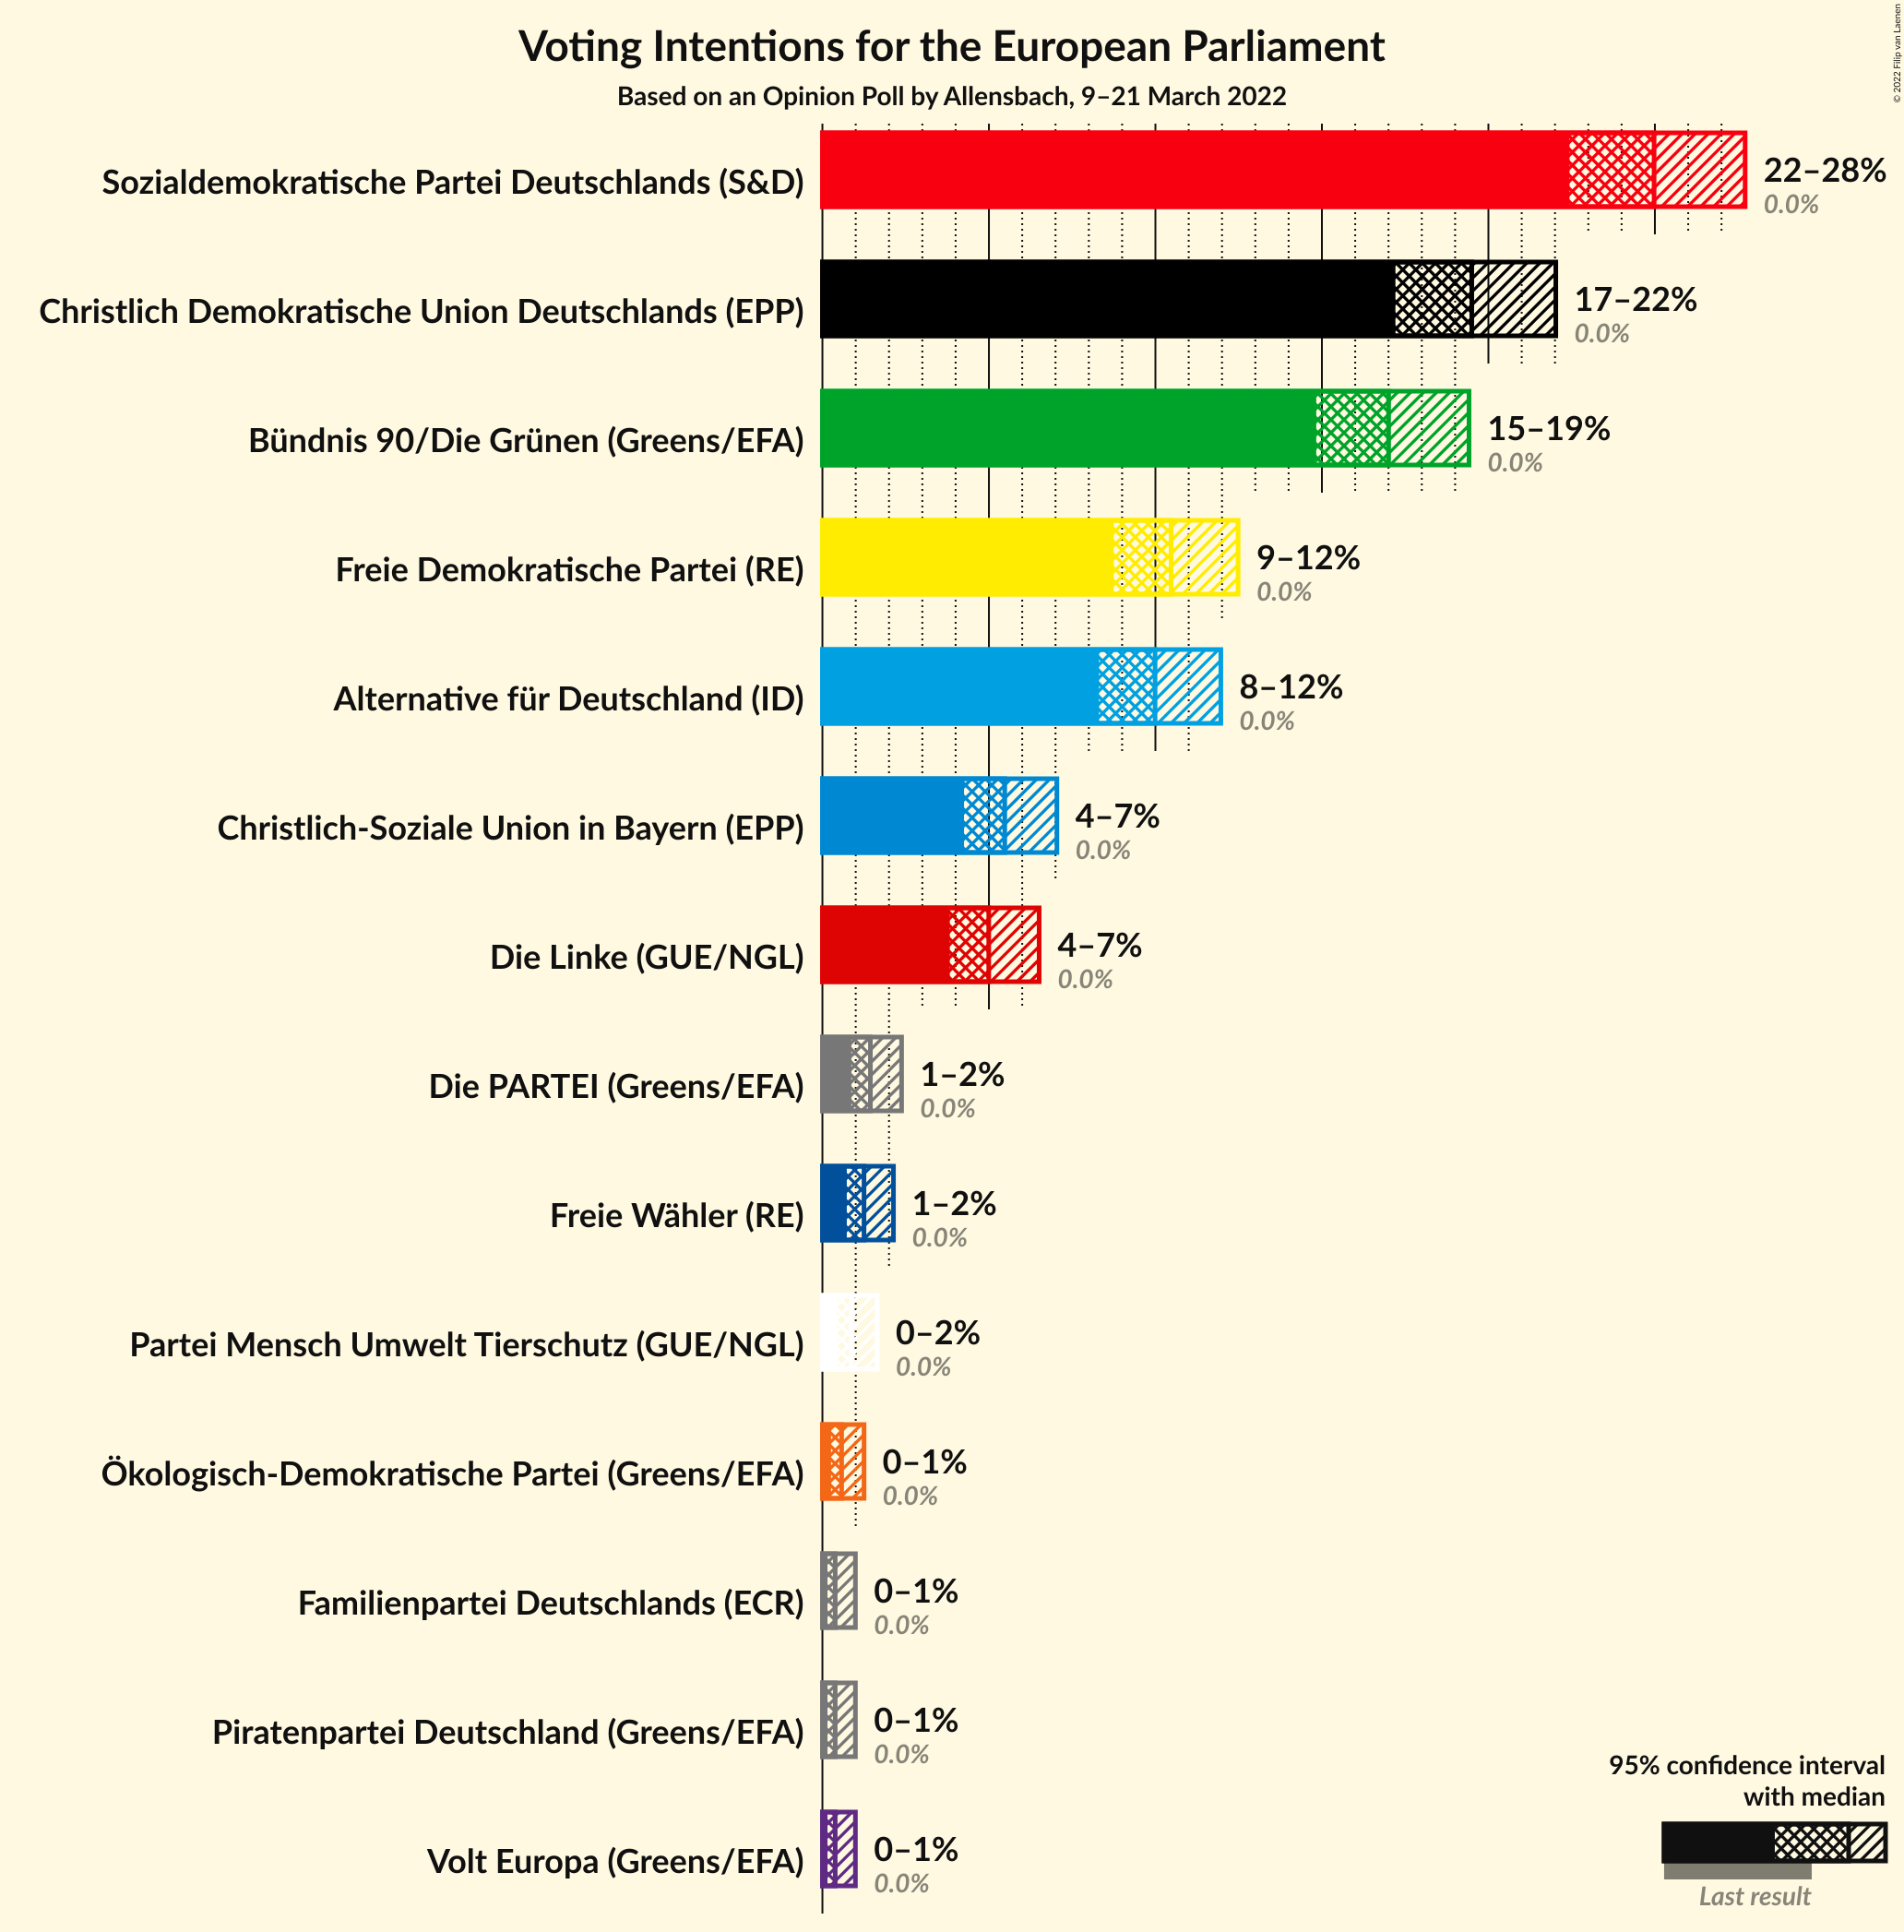 Voting Intentions for the European Parliament
Based on an Opinion Poll by Allensbach, 9–21 March 2022
© 2022 Filip van Laenen
Sozialdemokratische Partei Deutschlands (S&D)
22–28%
0.0%
Christlich Demokratische Union Deutschlands (EPP)
17–22%
0.0%
Bündnis 90/Die Grünen (Greens/EFA)
15–19%
0.0%
Freie Demokratische Partei (RE)
9–12%
0.0%
Alternative für Deutschland (ID)
8–12%
0.0%
Christlich-Soziale Union in Bayern (EPP)
4–7%
0.0%
Die Linke (GUE/NGL)
4–7%
0.0%
Die PARTEI (Greens/EFA)
1–2%
0.0%
Freie Wähler (RE)
1–2%
0.0%
Partei Mensch Umwelt Tierschutz (GUE/NGL)
0–2%
0.0%
Ökologisch-Demokratische Partei (Greens/EFA)
0–1%
0.0%
Familienpartei Deutschlands (ECR)
0–1%
0.0%
Piratenpartei Deutschland (Greens/EFA)
0–1%
0.0%
Volt Europa (Greens/EFA)
0–1%
0.0%
95% confidence interval
with median
Last result